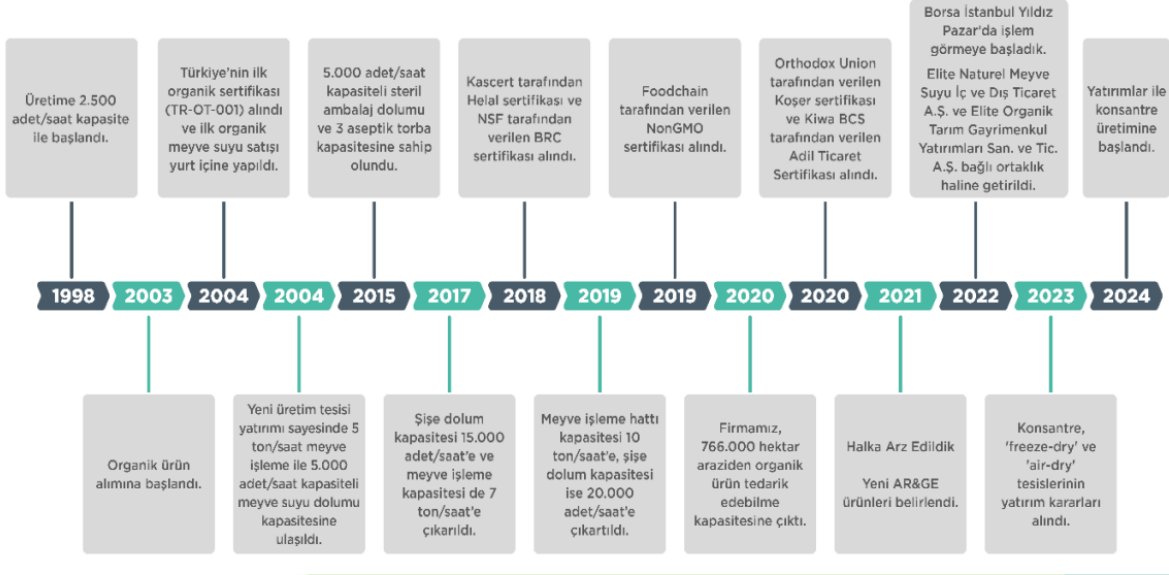 Üretime 2.500
adet/saat kapasite
ile başlandı.
Türkiye'nin ilk
organik sertifikası
(TR-OT-001) alındı
ve ilk organik
meyve suyu satışı
yurt içine yapıldı.
5.000 adet/saat
kapasiteli steril
ambalaj dolumu
ve 3 aseptik torba
kapasitesine sahip
olundu.
Kaşcert tarafından
Helal sertifikası ve
NSF tarafından
verilen BRC
sertifikası alındı.
Foodchain
tarafından verilen
NonGMO
sertifikası alındı.
Orthodox Union
tarafından verilen
Koşer sertifikası
ve Kiwa BCS
tarafından verilen
Adil Ticaret
Sertifikası alındı.
Borsa İstanbul Yıldız
Pazar'da işlem
görmeye başladık.
Elite Naturel Meyve
Suyu İç ve Dış Ticaret
A.Ş. ve Elite Organik
Tarım Gayrimenkul
Yatırımları San. ve Tic.
A.Ş. bağlı ortaklık
haline getirildi.
Yatırımlar ile
konsantre
üretimine
başlandı.
1998 2003 2004 2004 2015 2017 2018 2019 2019 2020 2020 2021 2022 2023 2024
Organik ürün
alımına başlandı.
Yeni üretim tesisi
yatırımı sayesinde 5
ton/saat meyve
işleme ile 5.000
adet/saat kapasiteli
meyve suyu dolumu
kapasitesine
ulaşıldı.
Şişe dolum
kapasitesi 15.000
adet/saat'e ve
meyve işleme
kapasitesi de 7
ton/saat'e
çıkarıldı.
Meyve işleme hattı
kapasitesi 10
ton/saat'e, şişe
dolum kapasitesi
ise 20.000
adet/saat'e
çıkartıldı.
Firmamız,
766.000 hektar
araziden organik
ürün tedarik
edebilme
kapasitesine çıktı.
Halka Arz Edildik
Yeni AR&GE
ürünleri belirlendi.
Konsantre,
'freeze-dry' ve
'air-dry'
tesislerinin
yatırım kararları
alındı.